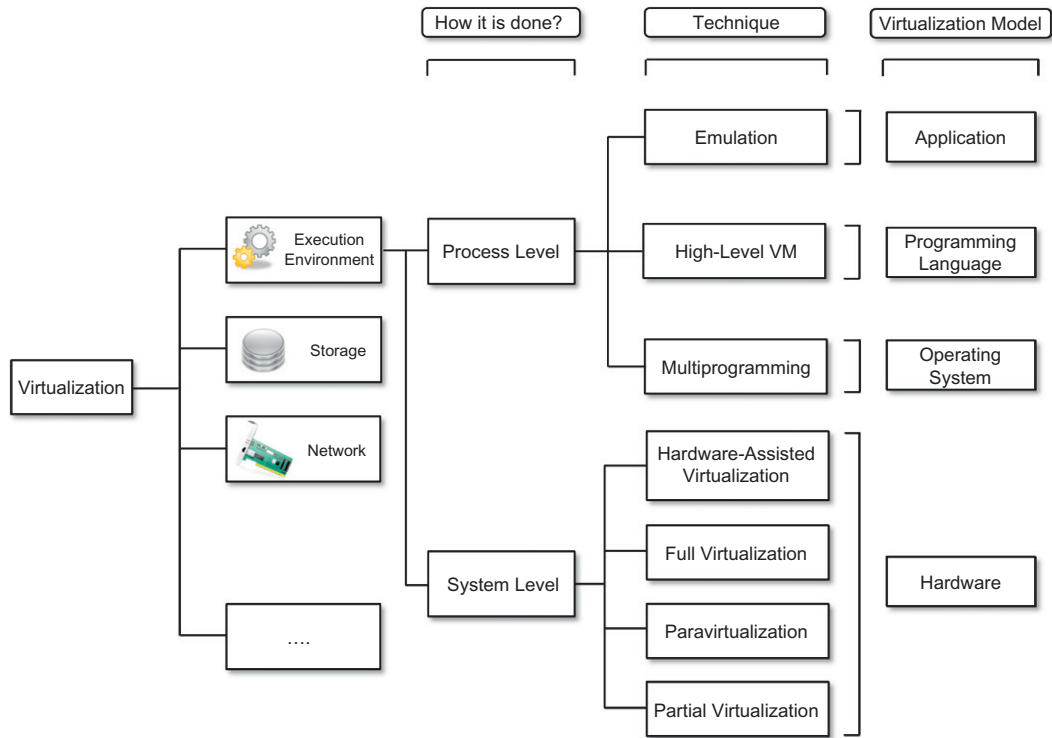 How it is done?
Technique
Virtualization Model
Emulation
Application
Execution
Environment
Process Level
High-Level VM
Programming
Language
Storage
Multiprogramming
Operating
System
Virtualization
Network
Hardware-Assisted
Virtualization
System Level
Full Virtualization
Hardware
....
Paravirtualization
Partial Virtualization